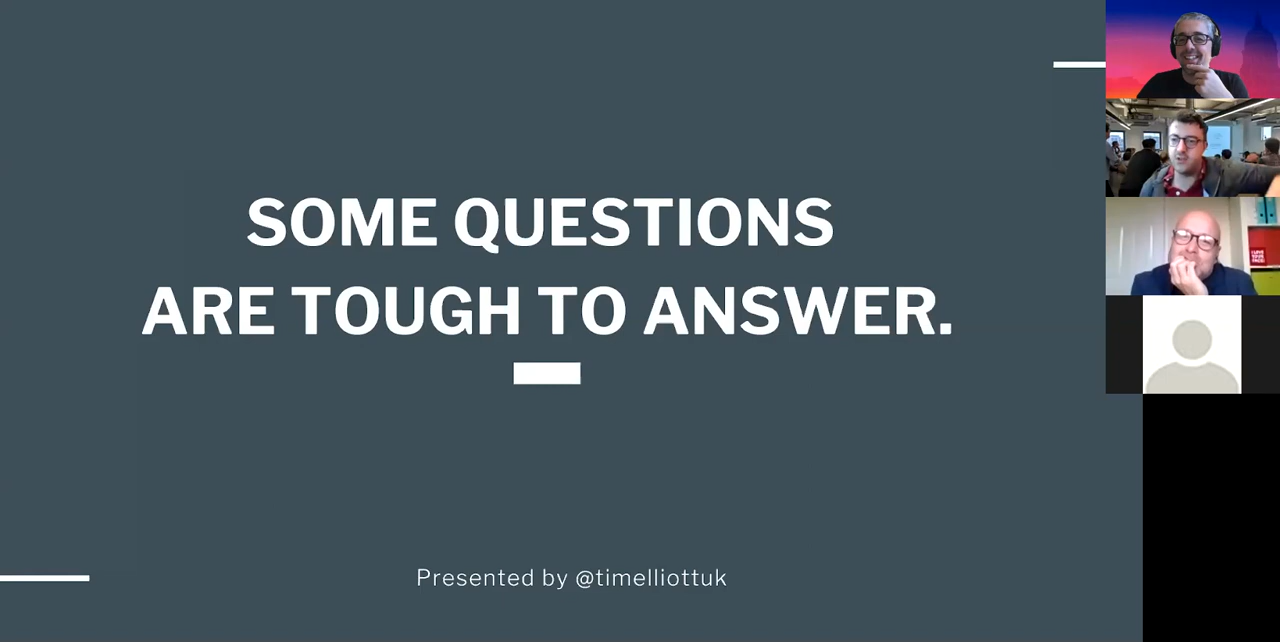 SOME QUESTIONS
ARE TOUGH TO ANSWER.
Presented by @timelliottuk